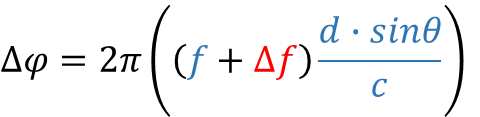 Δφ = 2π((f + Δf) d · sinθ / c)